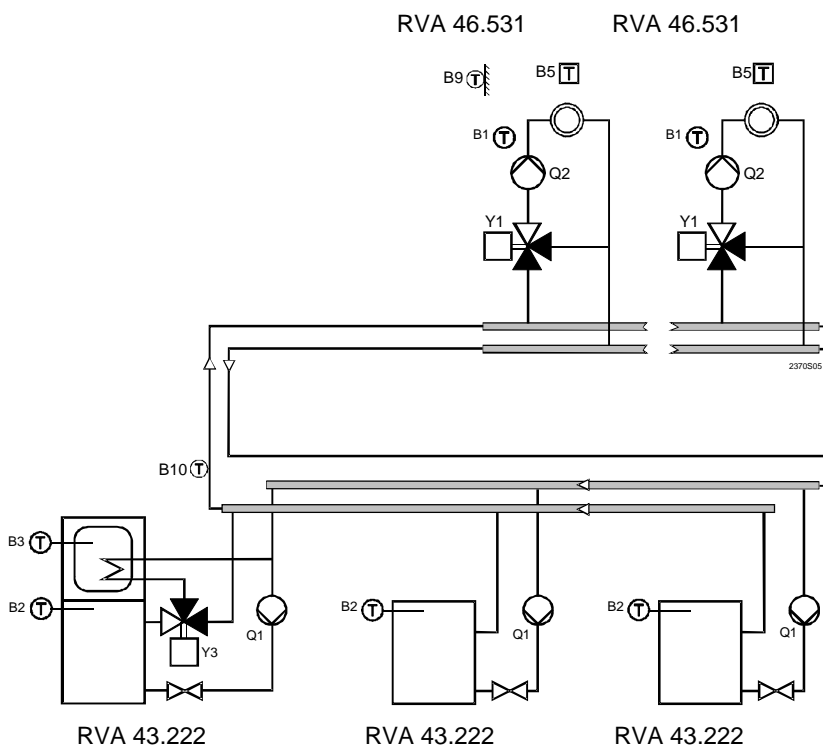 RVA 46.531 RVA 46.531
B9 T B5 T B5 T
B1 T B1 T
Q2 Q2
Y1 Y1
2370S05
B10 T
B3 T
B2 T B2 T B2 T
Q1 Q1 Q1
Y3
RVA 43.222 RVA 43.222 RVA 43.222